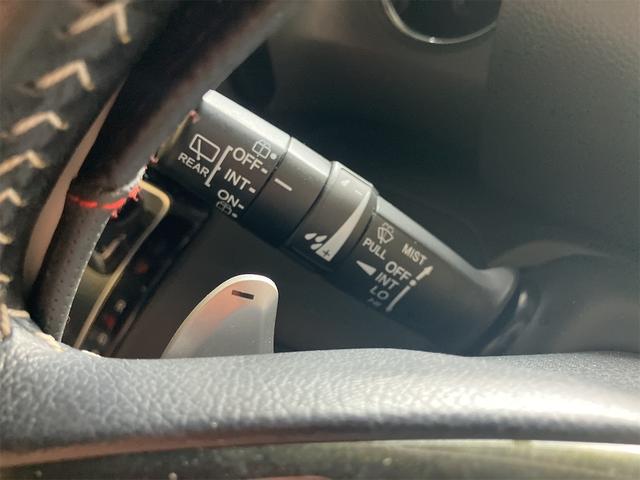 REAR
OFF
INT
ON
- +
PULL
MIST
OFF
INT
LO
HI
-